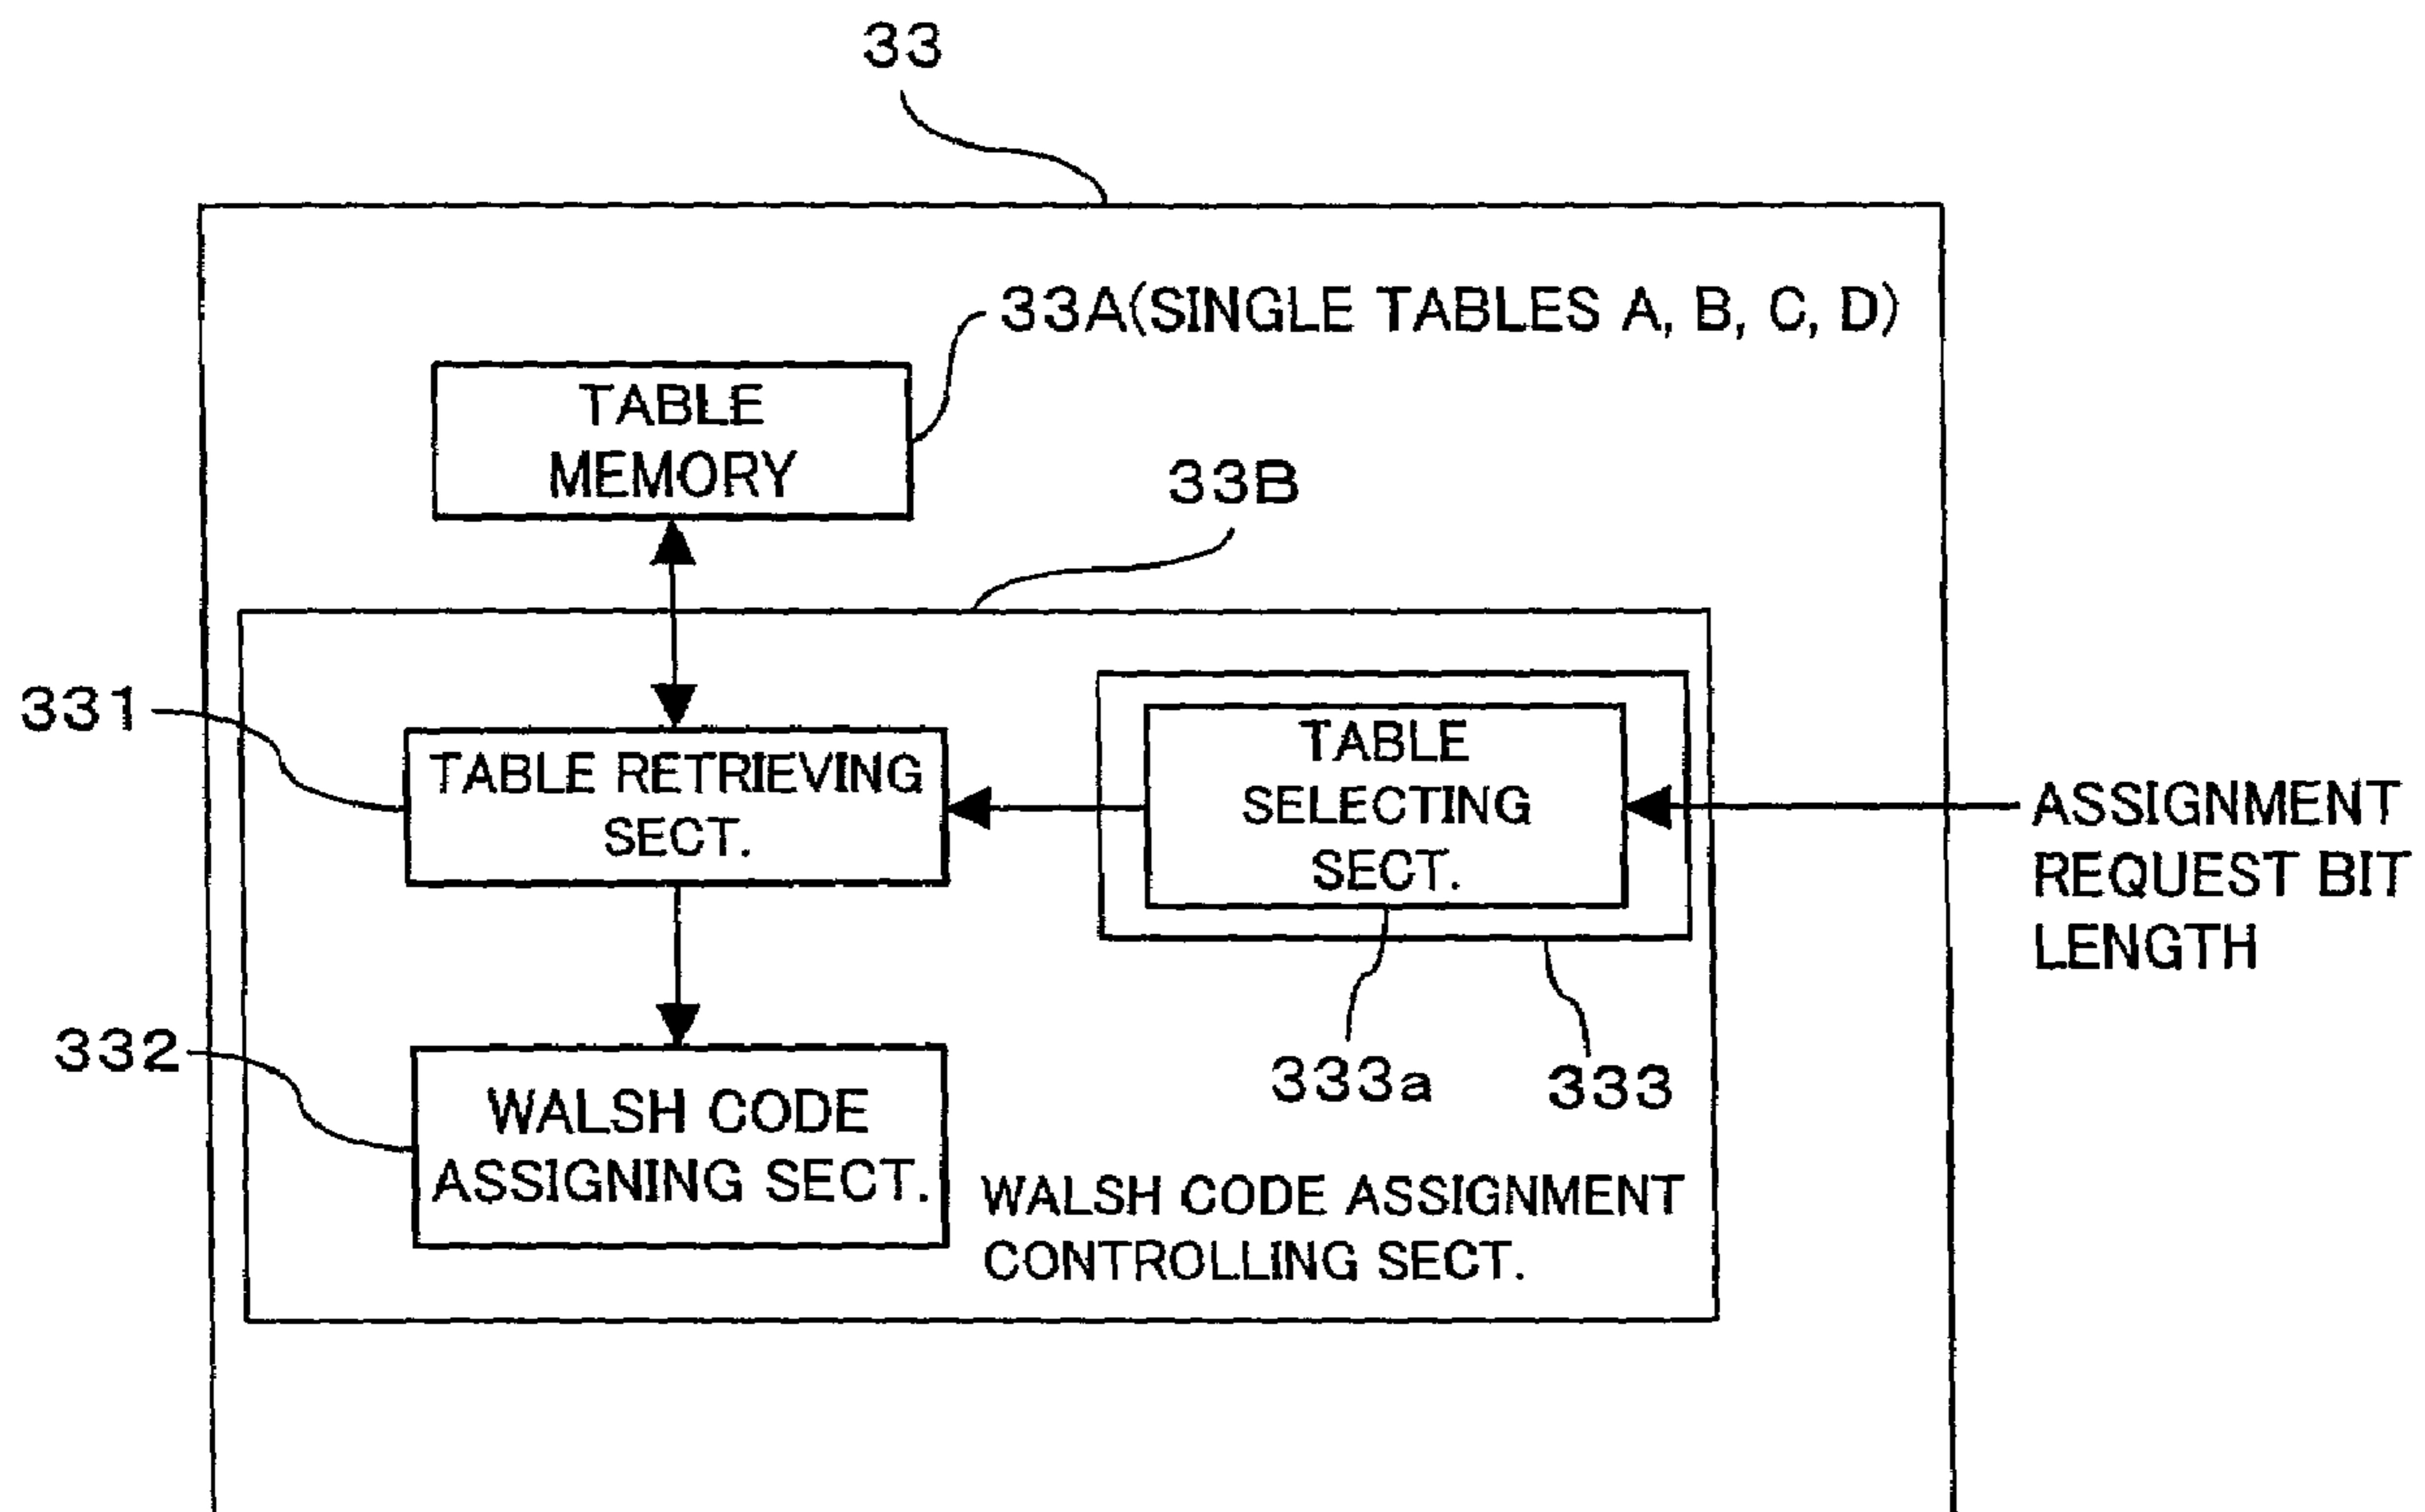 33
33A(SINGLE TABLES A, B, C, D)
TABLE
MEMORY
33B
331
TABLE RETRIEVING
SECT.
TABLE
SELECTING
SECT.
ASSIGNMENT
REQUEST BIT
LENGTH
332
WALSH CODE
ASSIGNING SECT.
333a
333
WALSH CODE ASSIGNMENT
CONTROLLING SECT.